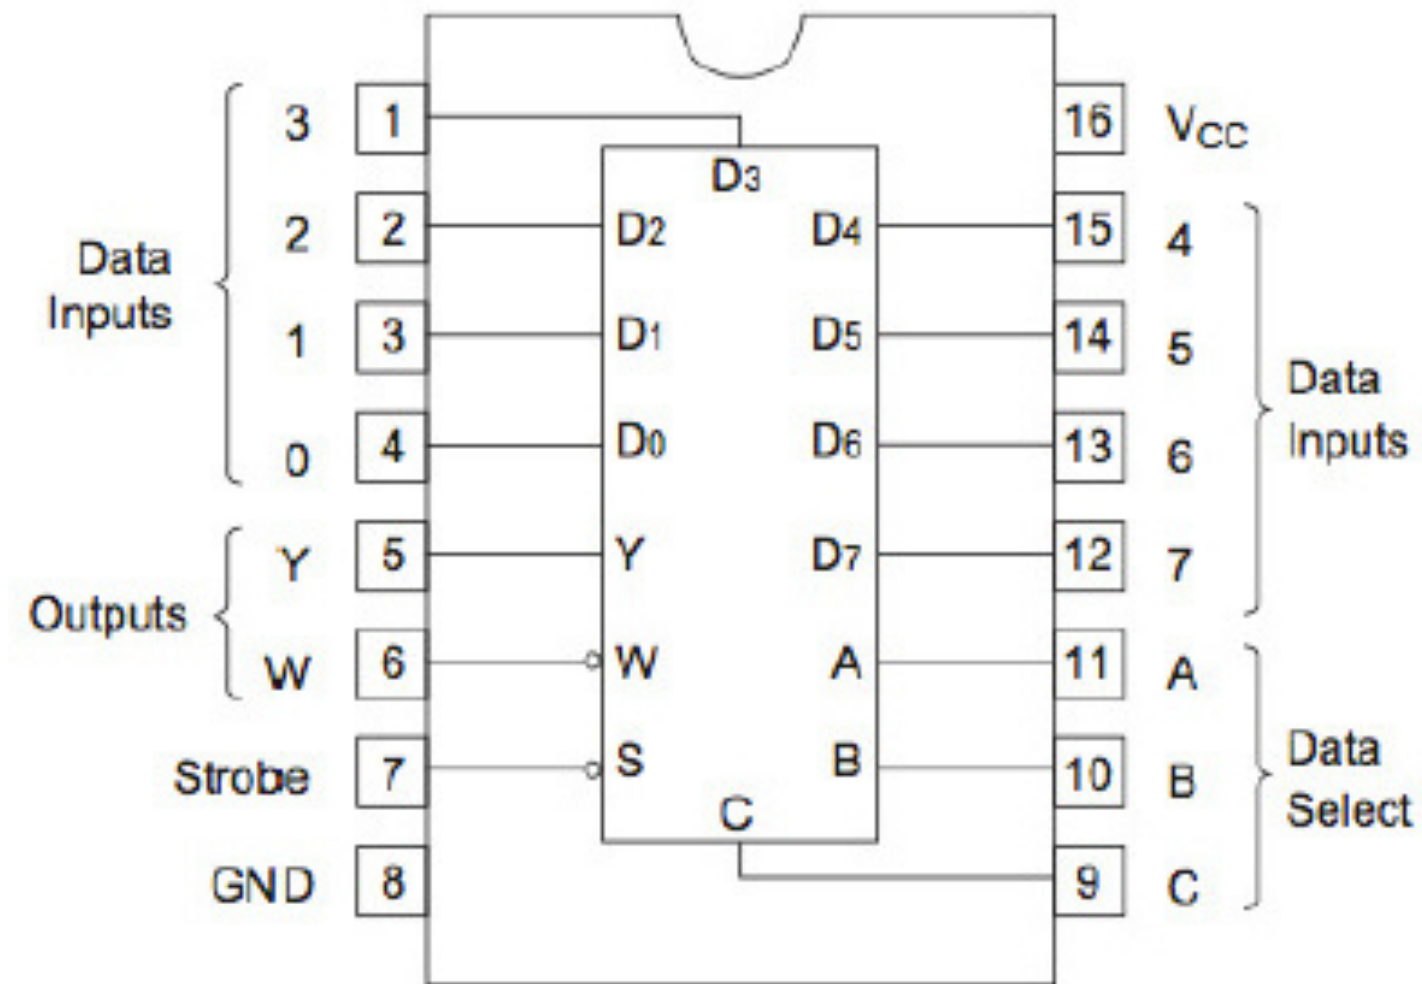 3 1 16 VCC
D3
2 2 D2 D4 15 4
Data
Inputs
1 3 D1 D5 14 5
Data
Inputs
0 4 D0 D6 13 6
Y 5 Y D7 12 7
Outputs
W 6 W A 11 A
Strobe 7 S B 10 B
Data
Select
C
GND 8 9 C